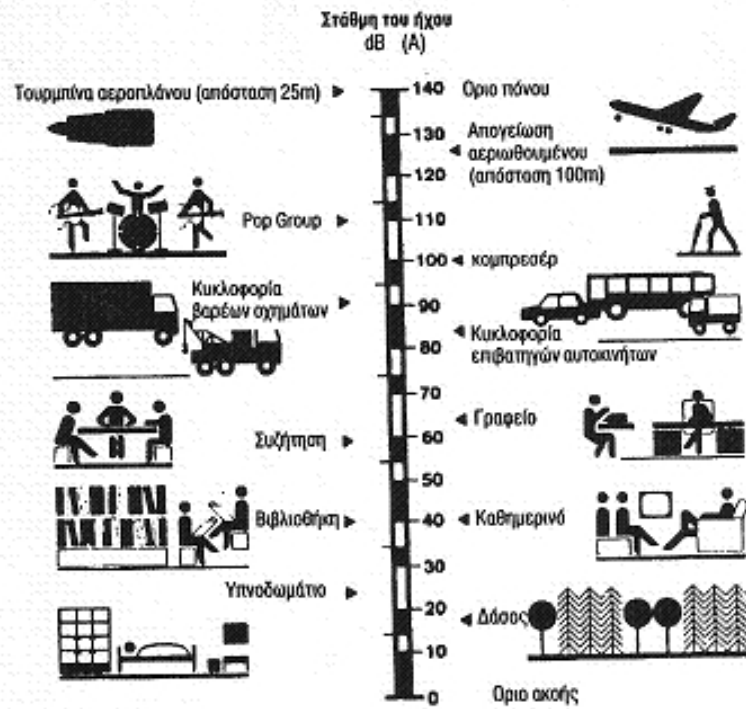 Στάθμη του ήχου
dB (A)
Τουρμπίνα αεροπλάνου (απόσταση 25m)
140
Οριο πόνου
130
Απογείωση
αεριωθουμένου
(απόσταση 100m)
120
Pop Group
110
100
κομπρεσέρ
Κυκλοφορία
βαρέων οχημάτων
90
Κυκλοφορία
επιβατηγών αυτοκινήτων
80
70
Γραφείο
Συζήτηση
60
50
Βιβλιοθήκη
40
Καθημερινό
30
Υπνοδωμάτιο
20
Δάσος
10
0
Οριο ακοής